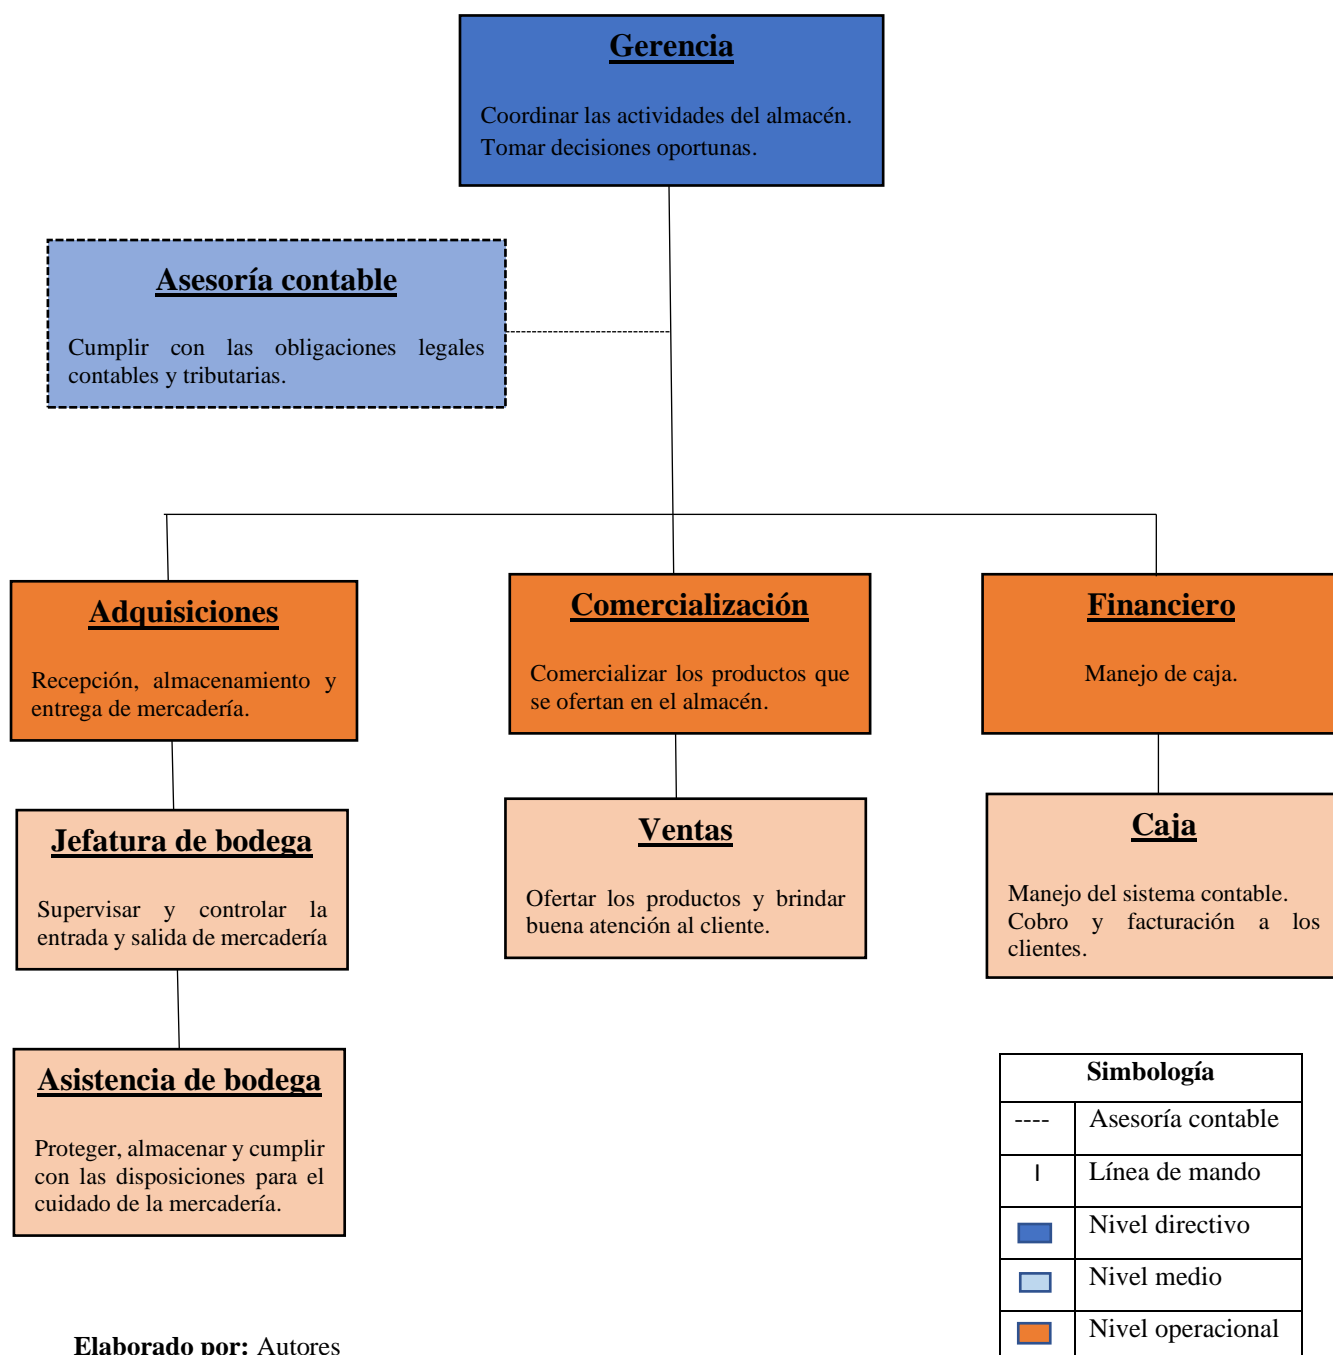 Gerencia
Coordinar las actividades del almacén.
Tomar decisiones oportunas.
Asesoría contable
Cumplir con las obligaciones legales
contables y tributarias.
Adquisiciones
Recepción, almacenamiento y
entrega de mercadería.
Comercialización
Comercializar los productos que
se ofertan en el almacén.
Financiero
Manejo de caja.
Jefatura de bodega
Supervisar y controlar la
entrada y salida de mercadería
Ventas
Ofertar los productos y brindar
buena atención al cliente.
Caja
Manejo del sistema contable.
Cobro y facturación a los
clientes.
Asistencia de bodega
Proteger, almacenar y cumplir
con las disposiciones para el
cuidado de la mercadería.
Simbología
---- Asesoría contable
Línea de mando
Nivel directivo
Nivel medio
Nivel operacional
Elaborado por: Autores